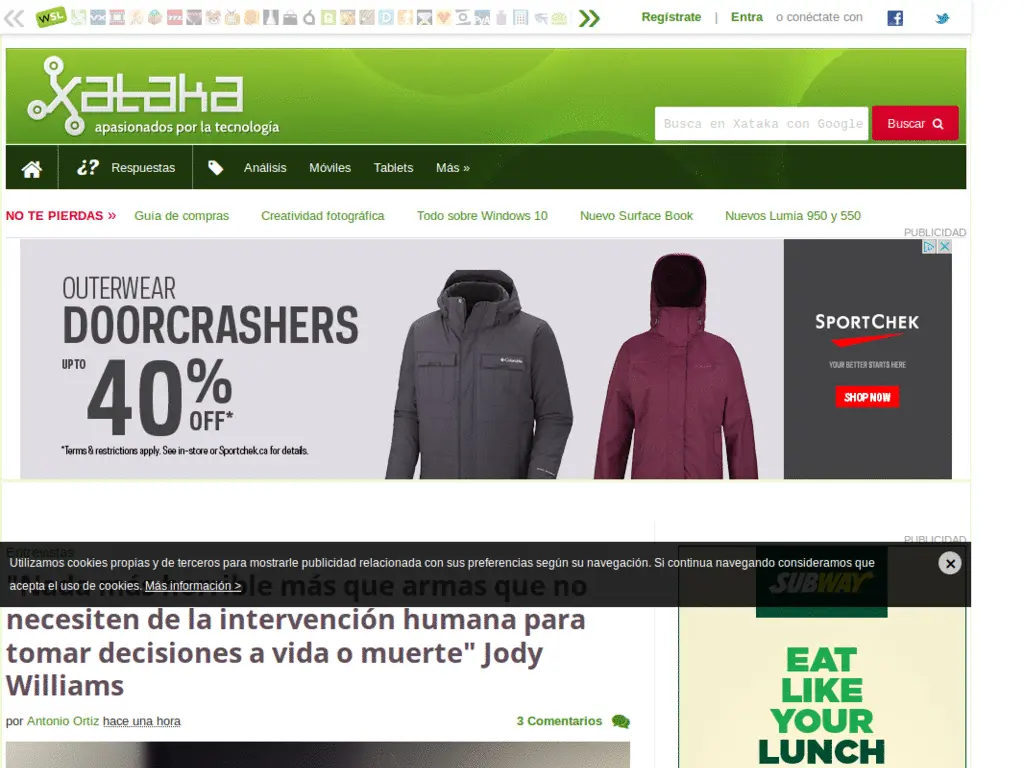 WSL
Regístrate | Entra o conéctate con
xataka
apasionados por la tecnología
Busca en Xataka con Google
Buscar
¿? Respuestas Análisis Móviles Tablets Más »
NO TE PIERDAS » Guía de compras Creatividad fotográfica Todo sobre Windows 10 Nuevo Surface Book Nuevos Lumia 950 y 550
PUBLICIDAD
OUTERWEAR
DOORCRASHERS
UP TO
40%
OFF*
*Terms & restrictions apply. See in-store or Sportchek.ca for details.
Columbia
SPORTCHEK
YOUR BETTER STARTS HERE
SHOP NOW
PUBLICIDAD
Entrevistas
Utilizamos cookies propias y de terceros para mostrarle publicidad relacionada con sus preferencias según su navegación. Si continua navegando consideramos que
acepta el uso de cookies. Más información >
"Nada más horrible más que armas que no
necesiten de la intervención humana para
tomar decisiones a vida o muerte" Jody
Williams
por Antonio Ortiz hace una hora
3 Comentarios
SUBWAY
EAT
LIKE
YOUR
LUNCH